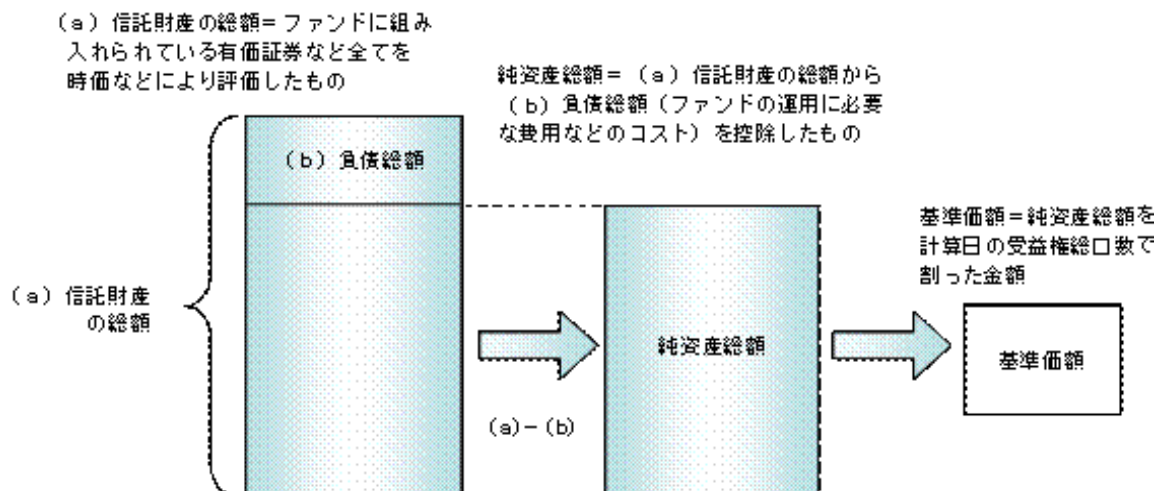 （a）信託財産の総額＝ファンドに組み
入れられている有価証券など全てを
時価などにより評価したもの
純資産総額＝（a）信託財産の総額から
（b）負債総額（ファンドの運用に必要
な費用などのコスト）を控除したもの
（b）負債総額
基準価額＝純資産総額を
計算日の受益権総口数で
割った金額
（a）信託財産
の総額
純資産総額
基準価額
（a）－（b）